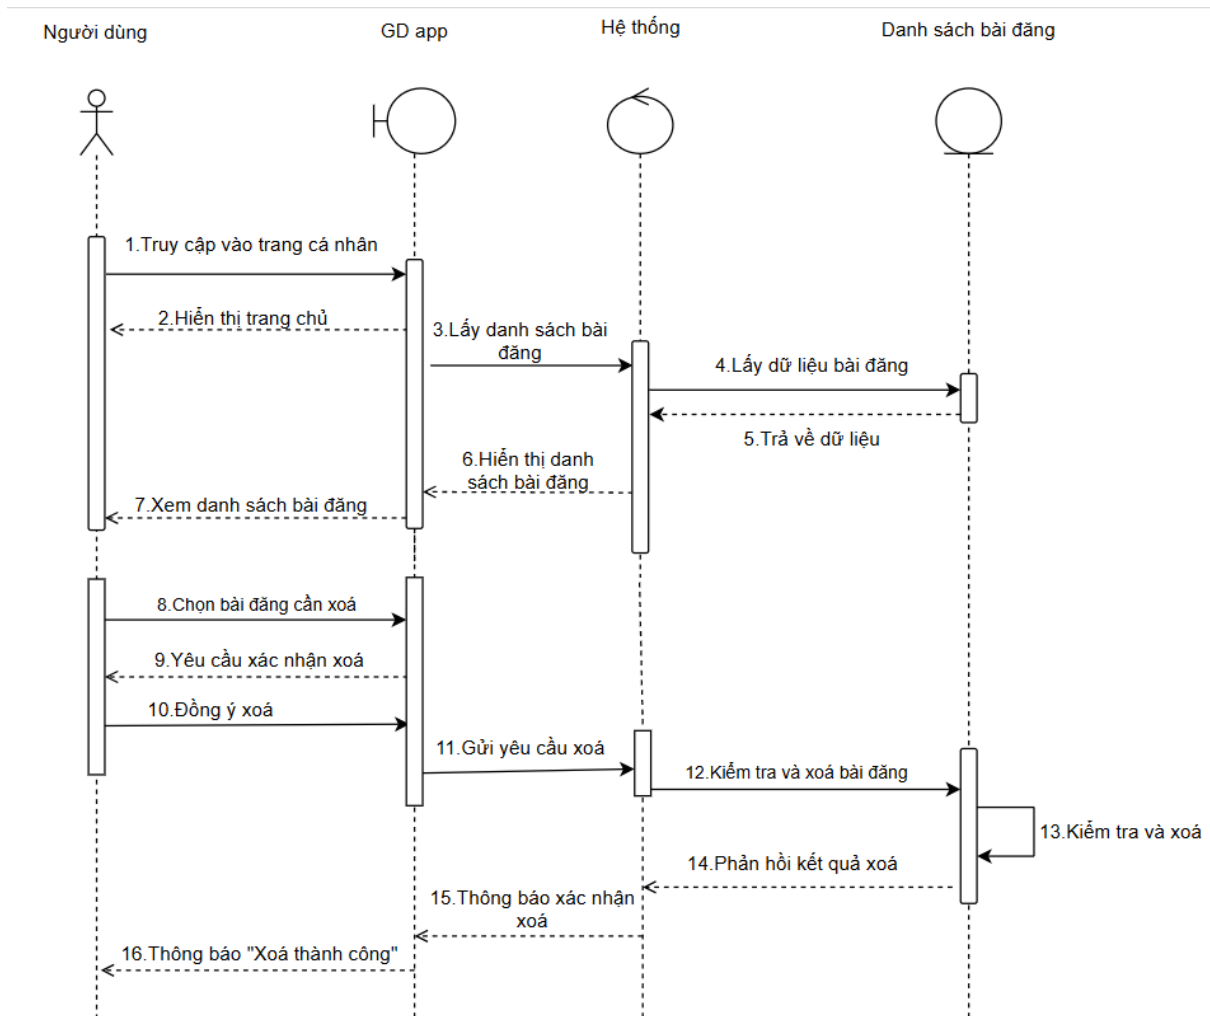 Người dùng
GD app
Hệ thống
Danh sách bài đăng
1.Truy cập vào trang cá nhân
2.Hiển thị trang chủ
3.Lấy danh sách bài
đăng
4.Lấy dữ liệu bài đăng
5.Trả về dữ liệu
6.Hiển thị danh
sách bài đăng
7.Xem danh sách bài đăng
8.Chọn bài đăng cần xoá
9.Yêu cầu xác nhận xoá
10.Đồng ý xoá
11.Gửi yêu cầu xoá
12.Kiểm tra và xoá bài đăng
13.Kiểm tra và xoá
14.Phản hồi kết quả xoá
15.Thông báo xác nhận
xoá
16.Thông báo "Xoá thành công"